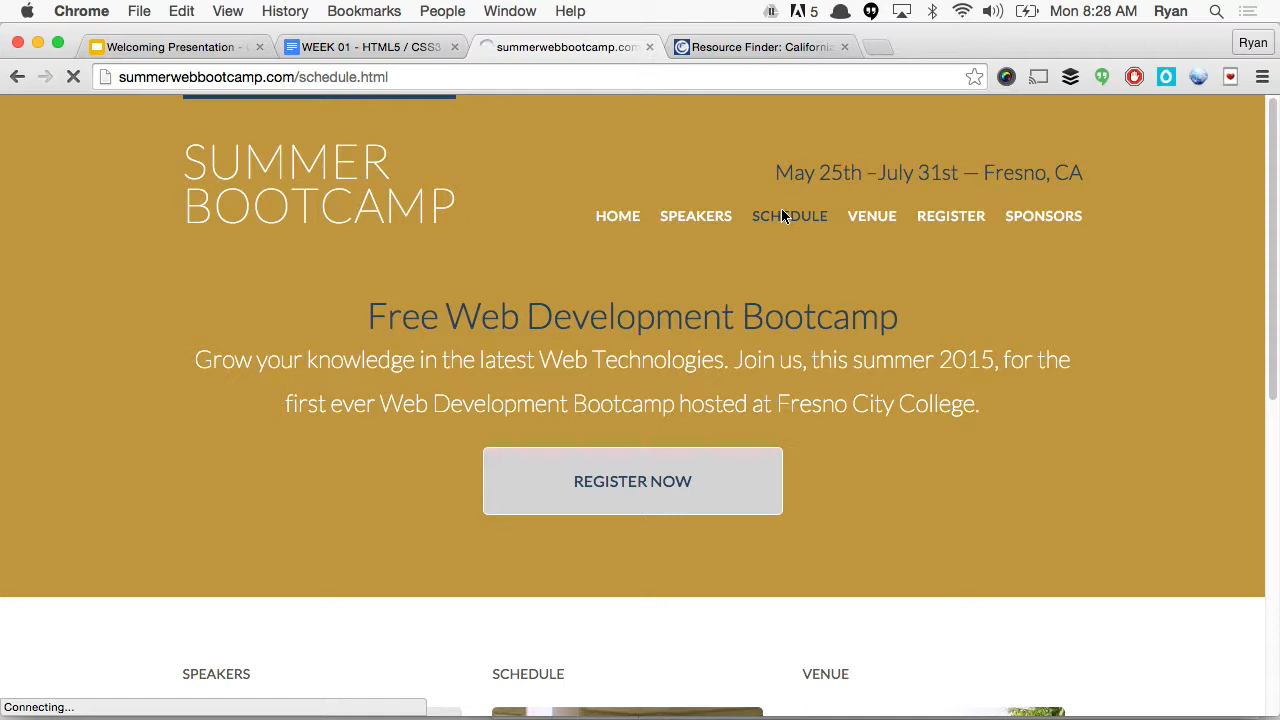 Chrome File Edit View History Bookmarks People Window Help 5 Mon 8:28 AM Ryan
Welcoming Presentation - WEEK 01 - HTML5 / CSS3 summerwebbootcamp.com Resource Finder: California Ryan
summerwebbootcamp.com/schedule.html
SUMMER
BOOTCAMP
May 25th –July 31st — Fresno, CA
HOME SPEAKERS SCHEDULE VENUE REGISTER SPONSORS
Free Web Development Bootcamp
Grow your knowledge in the latest Web Technologies. Join us, this summer 2015, for the
first ever Web Development Bootcamp hosted at Fresno City College.
REGISTER NOW
SPEAKERS SCHEDULE VENUE
Connecting...